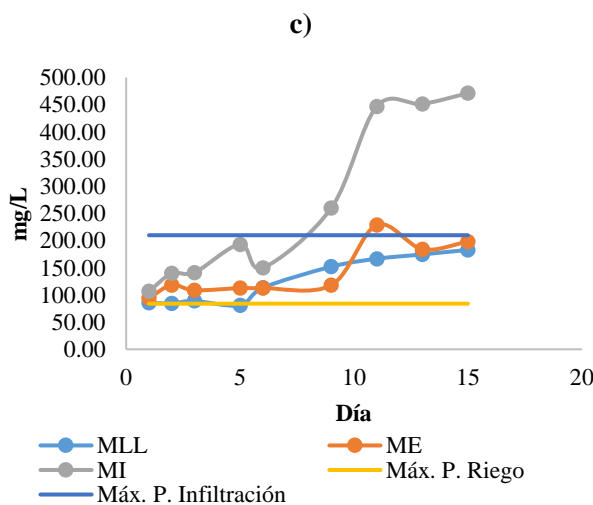 c)
500.00
450.00
400.00
350.00
300.00
250.00
200.00
150.00
100.00
50.00
0.00
mg/L
0 5 10 15 20
Día
MLL ME
MI Máx. P. Riego
Máx. P. Infiltración